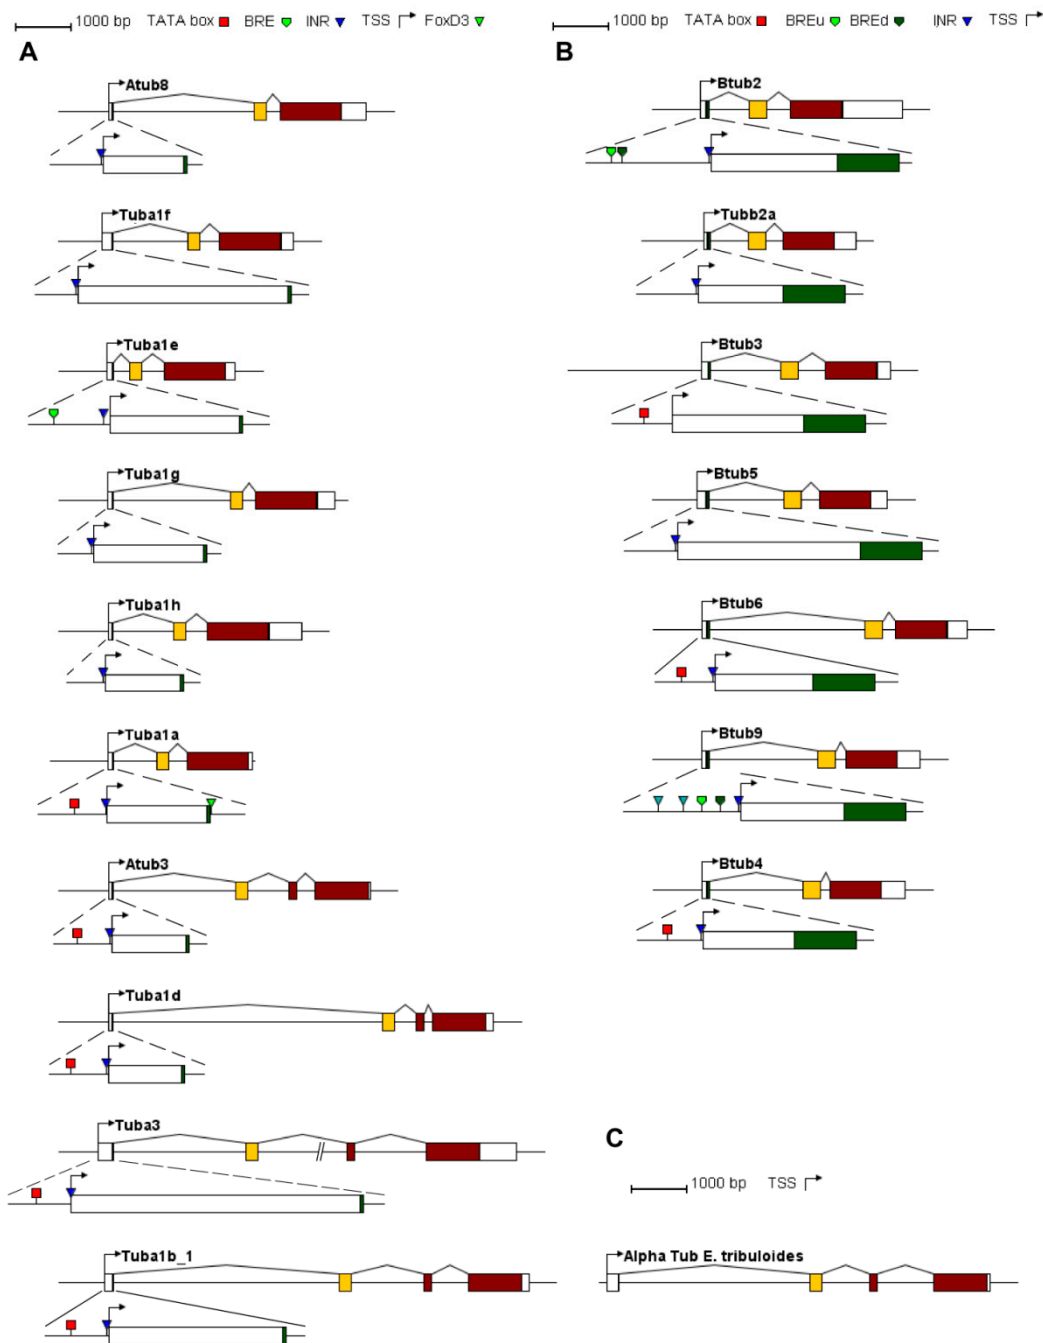 1000 bp TATA box BRE INR TSS FoxD3
1000 bp TATA box BREu BREd INR TSS
A
B
Atub8
Tuba1f
Tuba1e
Tuba1g
Tuba1h
Tuba1a
Atub3
Tuba1d
Tuba3
Tuba1b_1
Btub2
Tubb2a
Btub3
Btub5
Btub6
Btub9
Btub4
C
1000 bp TSS
Alpha Tub E. tribuloides